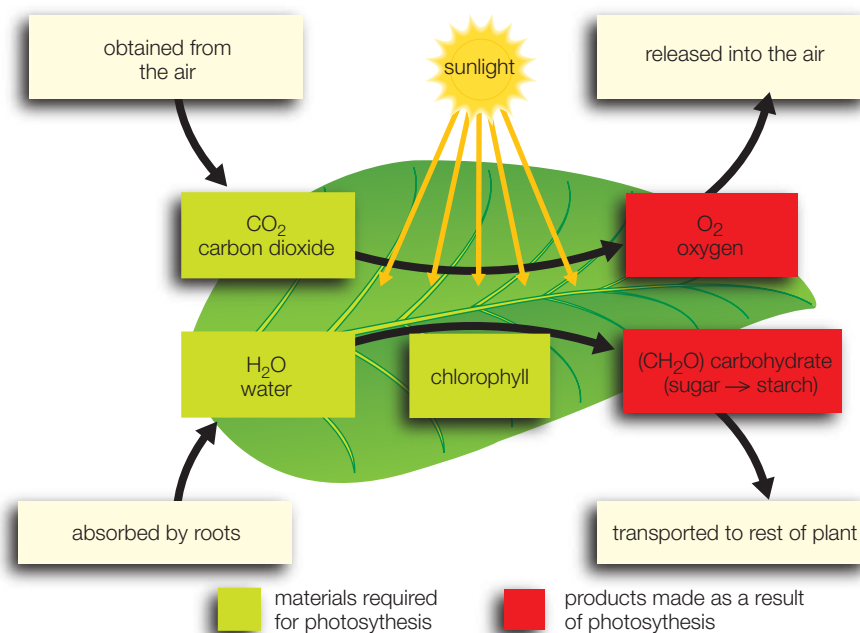 obtained from
the air
sunlight
released into the air
CO₂
carbon dioxide
O₂
oxygen
H₂O
water
chlorophyll
(CH₂O) carbohydrate
(sugar → starch)
absorbed by roots
transported to rest of plant
materials required
for photosythesis
products made as a result
of photosythesis